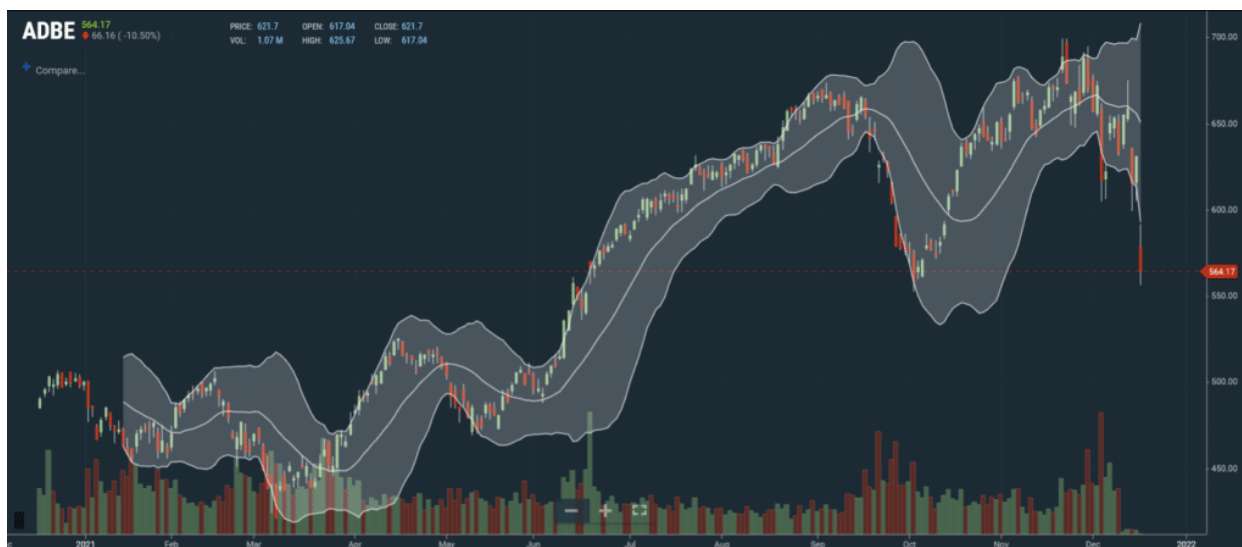 ADBE 564.17
66.16 ( -10.50%)
PRICE: 621.7 OPEN: 617.04 CLOSE: 621.7
VOL: 1.07 M HIGH: 625.67 LOW: 617.04
Compare...
700.00
650.00
600.00
564.17
550.00
500.00
450.00
2021 Feb Mar Apr May Jun Jul Aug Sep Oct Nov Dec 2022